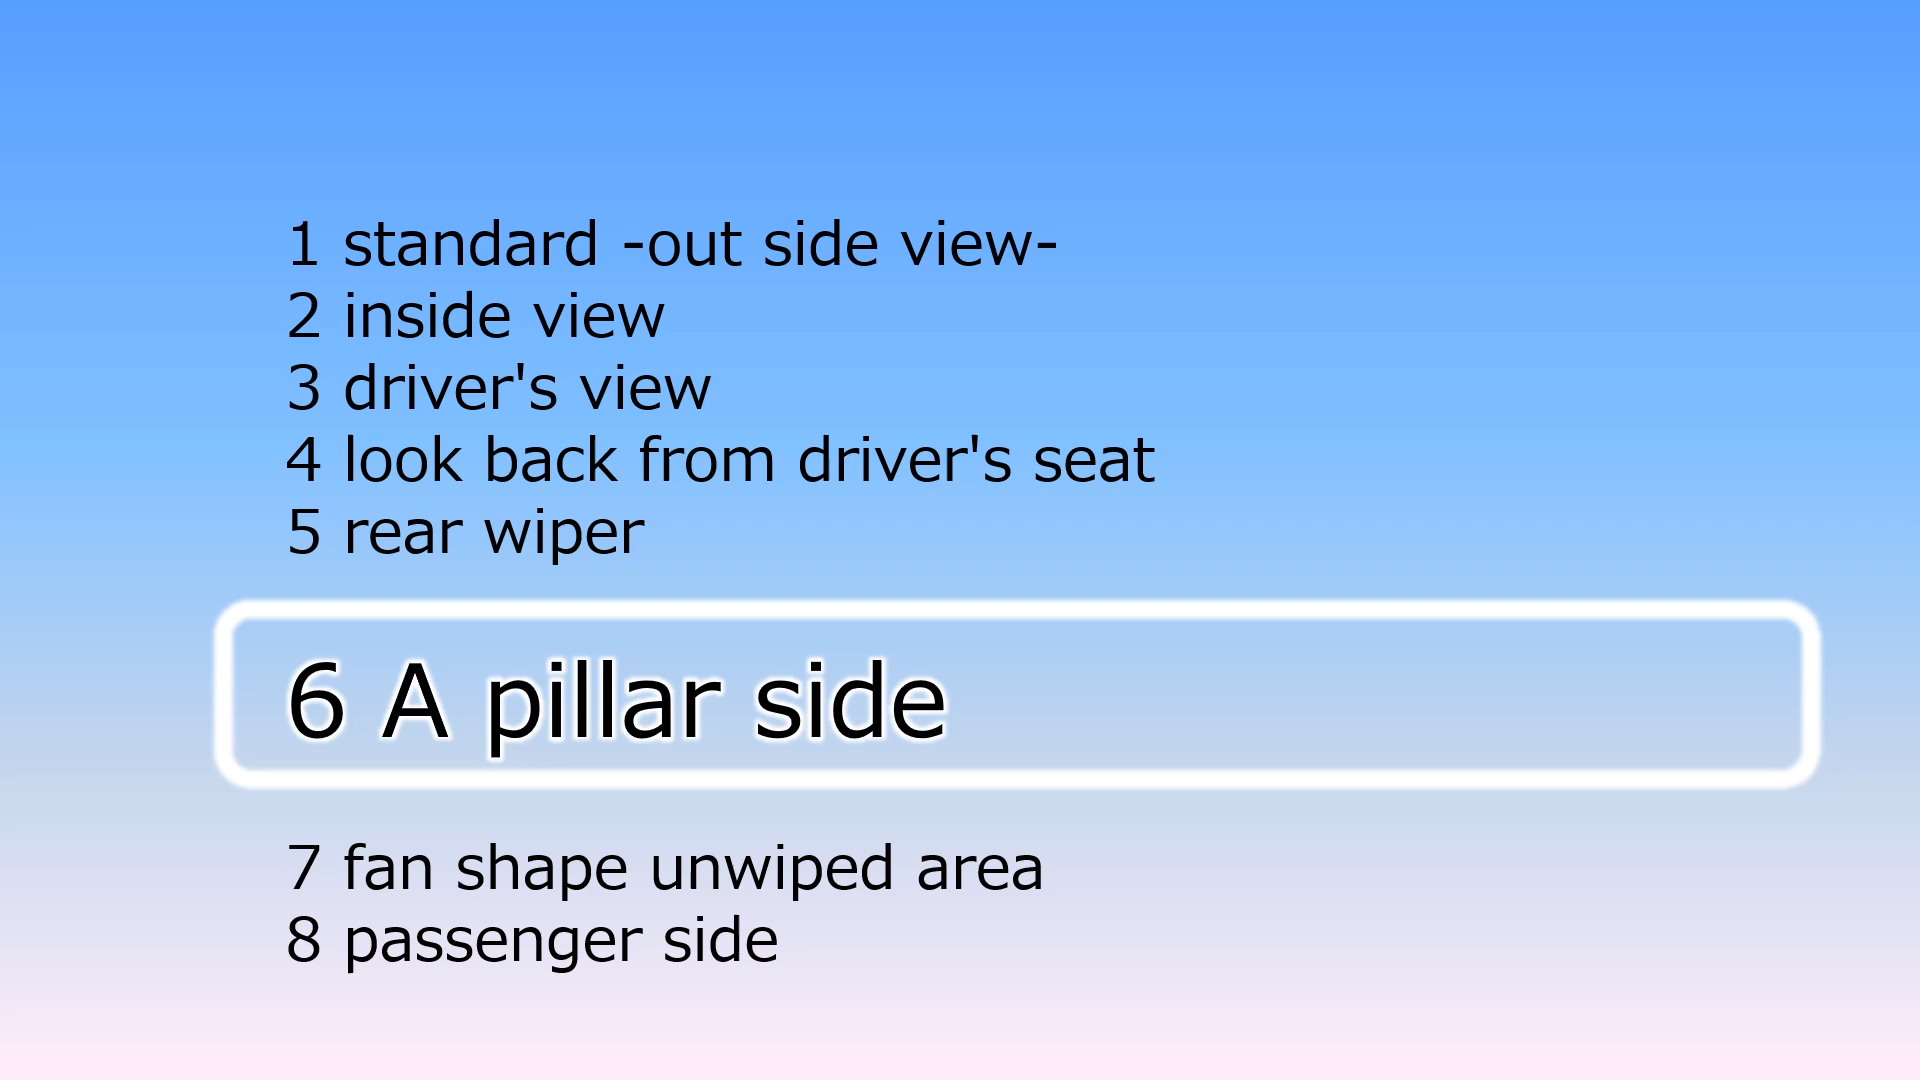 1 standard -out side view-
2 inside view
3 driver's view
4 look back from driver's seat
5 rear wiper
6 A pillar side
7 fan shape unwiped area
8 passenger side